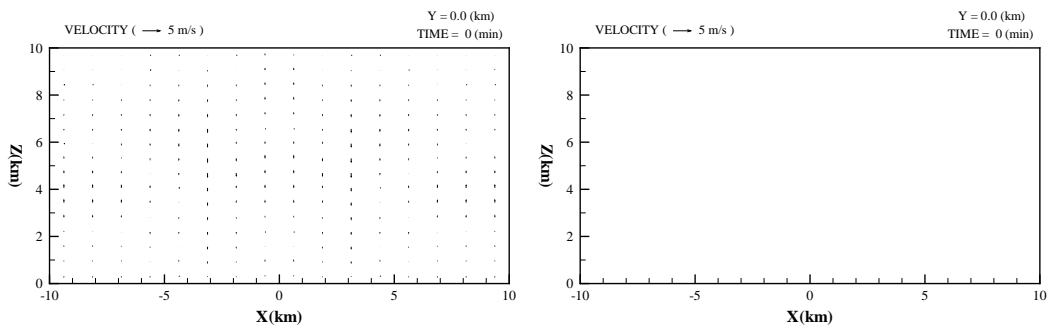 Y = 0.0 (km)
VELOCITY ( → 5 m/s )
TIME = 0 (min)
10
8
6
4
2
0
Z(km)
-10
-5
0
5
10
X(km)
Y = 0.0 (km)
VELOCITY ( → 5 m/s )
TIME = 0 (min)
10
8
6
4
2
0
Z(km)
-10
-5
0
5
10
X(km)